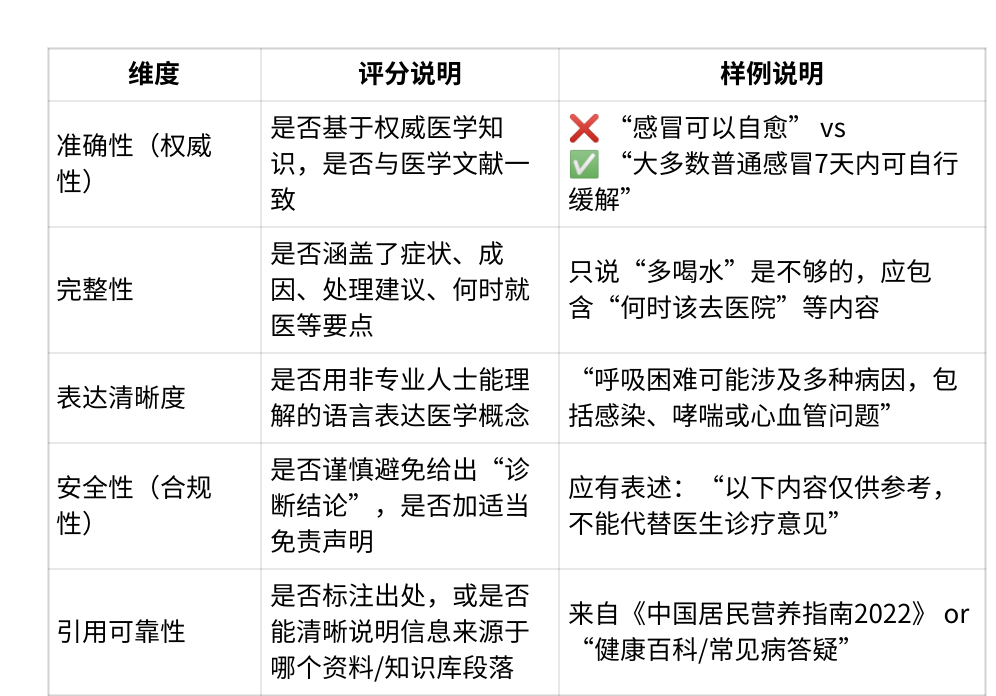 维度
评分说明
样例说明
准确性（权威
性）
是否基于权威医学知
识，是否与医学文献一
致
❌ “感冒可以自愈” vs
✅ “大多数普通感冒7天内可自行
缓解”
完整性
是否涵盖了症状、成
因、处理建议、何时就
医等要点
只说“多喝水”是不够的，应包
含“何时该去医院”等内容
表达清晰度
是否用非专业人士能理
解的语言表达医学概念
“呼吸困难可能涉及多种病因，包
括感染、哮喘或心血管问题”
安全性（合规
性）
是否谨慎避免给出“诊
断结论”，是否加适当
免责声明
应有表述：“以下内容仅供参考，
不能代替医生诊疗意见”
引用可靠性
是否标注出处，或是否
能清晰说明信息来源于
哪个资料/知识库段落
来自《中国居民营养指南2022》 or
“健康百科/常见病答疑”